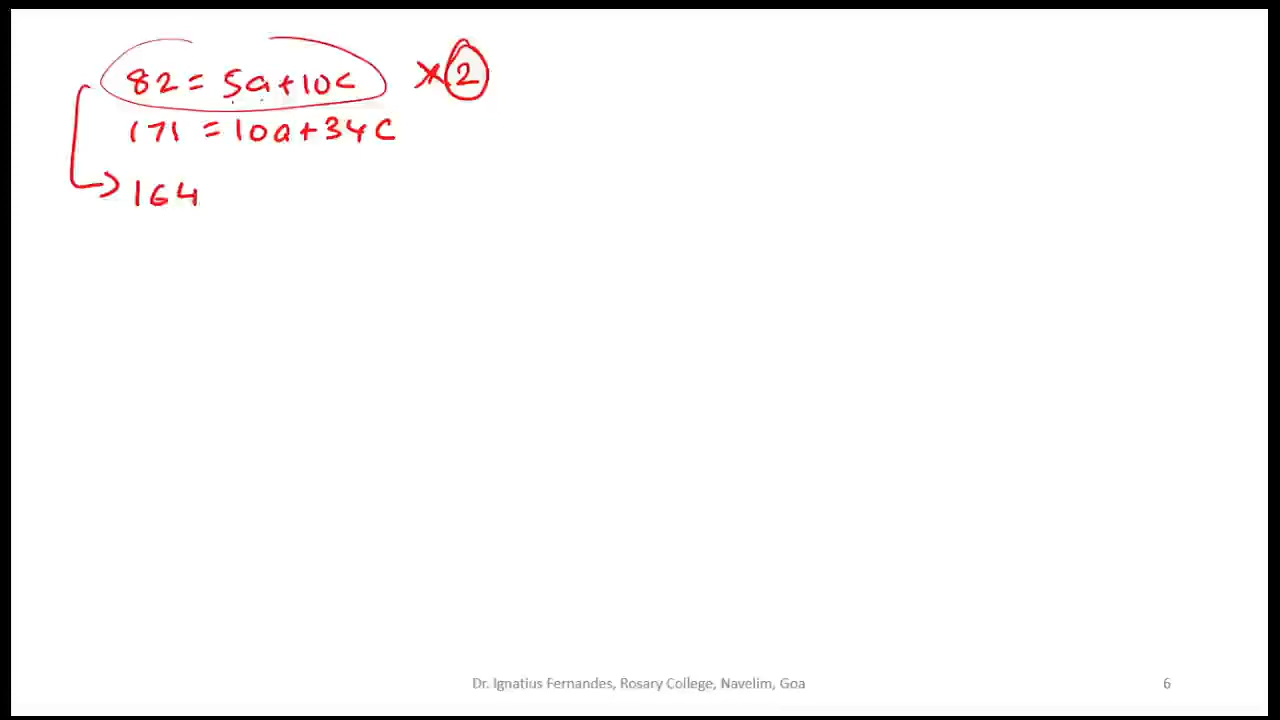 82 = 5a+10c ×2
171 = 10a+34c
164
Dr. Ignatius Fernandes, Rosary College, Navelim, Goa
6